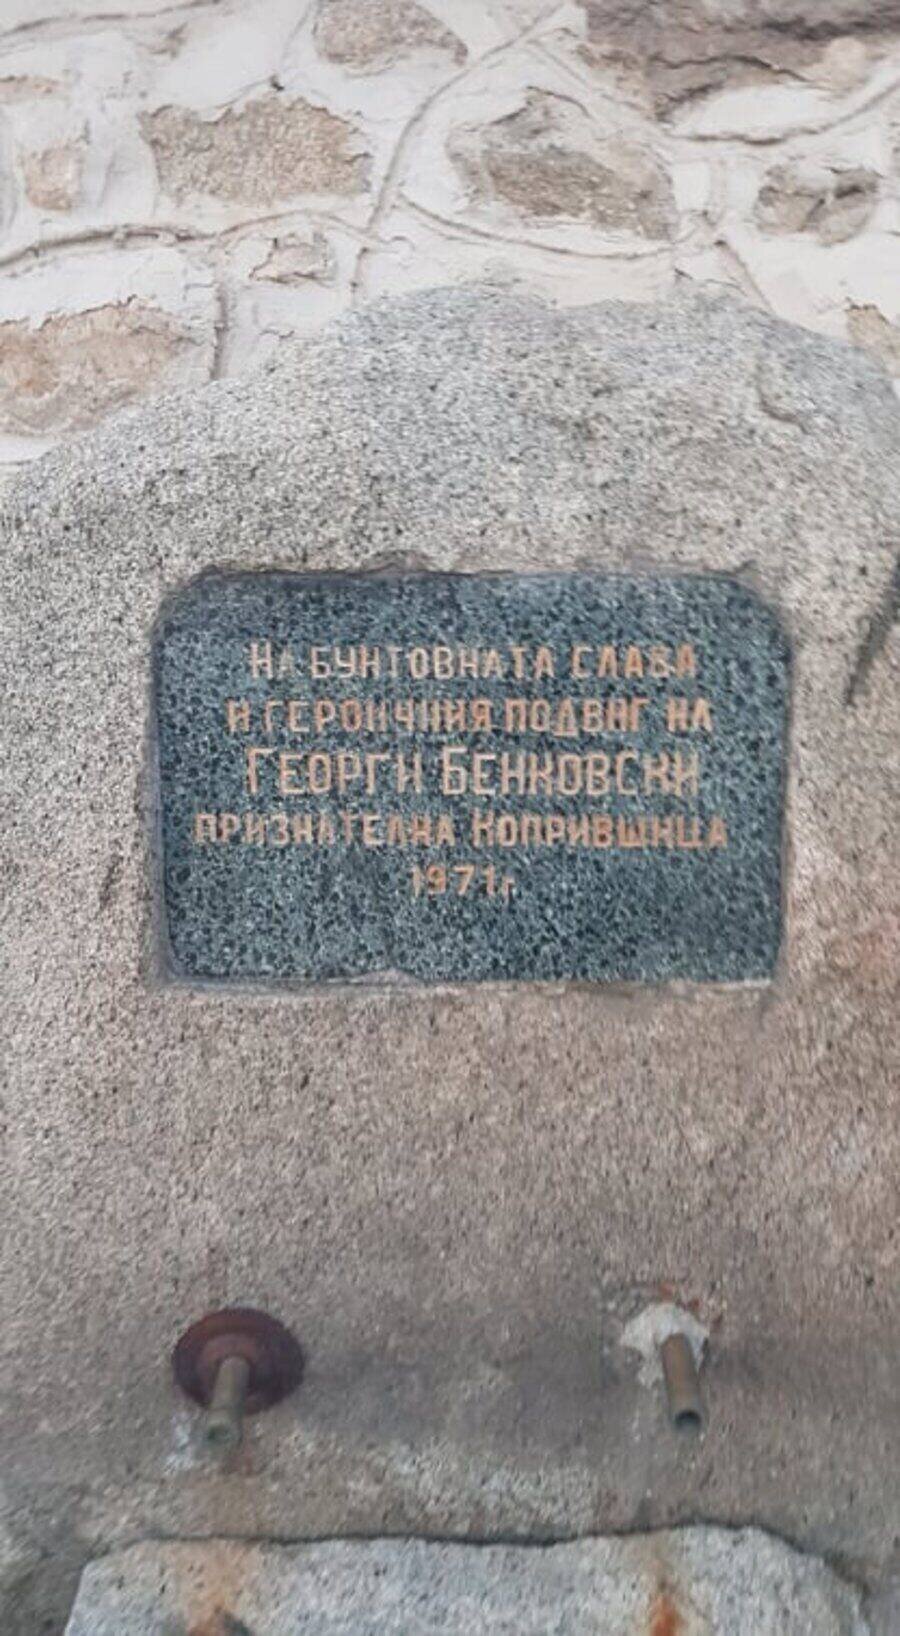 На бунтовната слава
и героичния подвиг на
Георги Бенковски
признателна Копривщица
1971г.